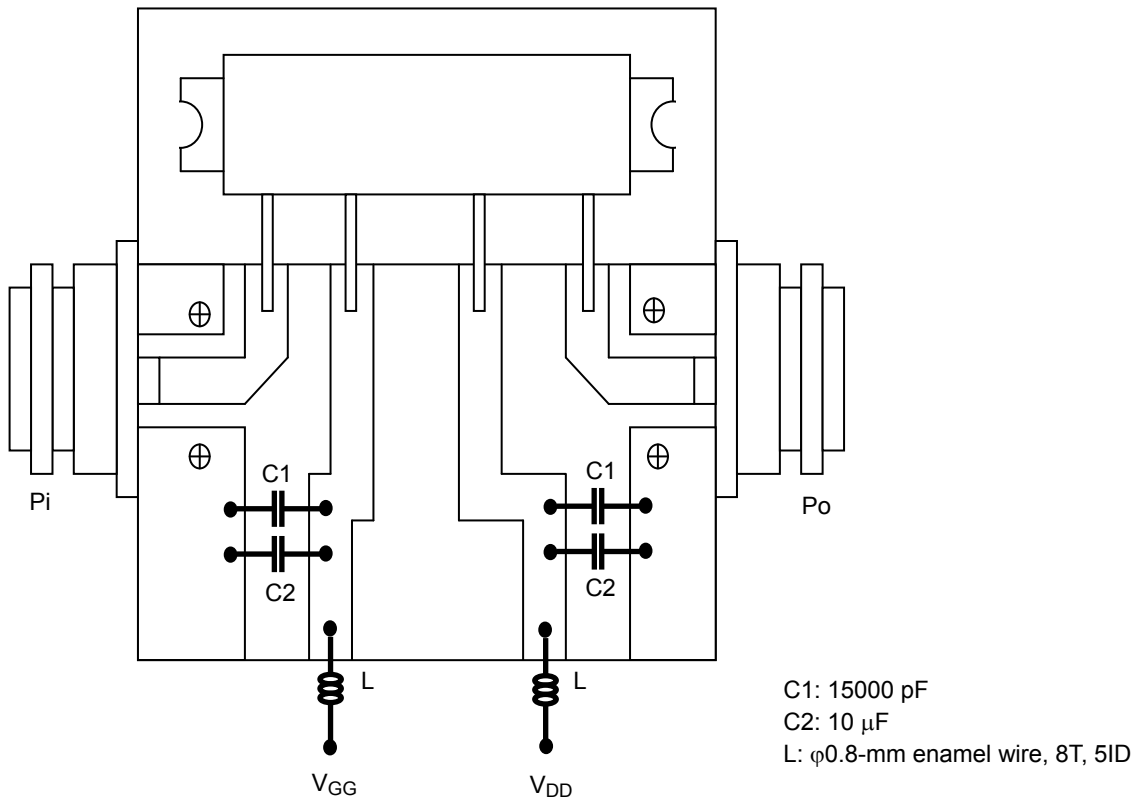 C1
C1
Pi
Po
C2
C2
L
L
C1: 15000 pF
C2: 10 μF
L: φ0.8-mm enamel wire, 8T, 5ID
VGG
VDD